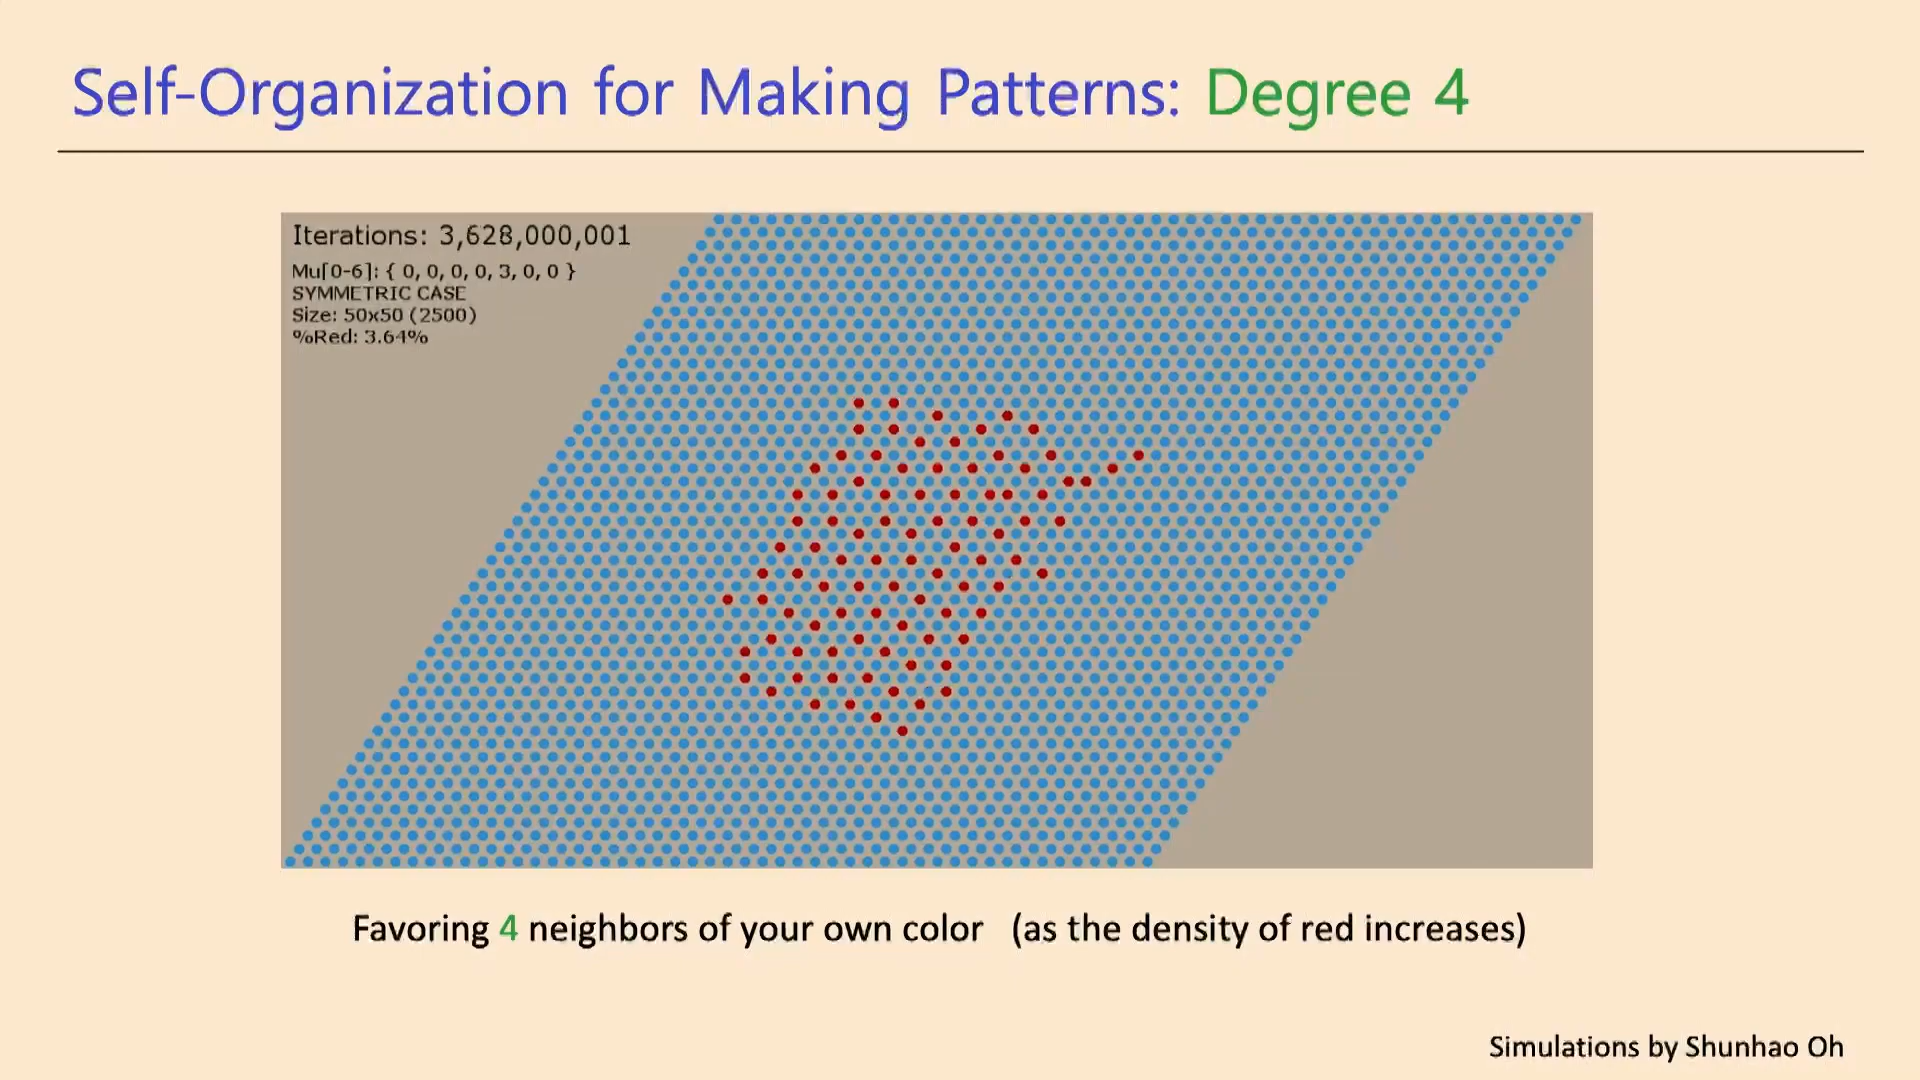 Self-Organization for Making Patterns: Degree 4
Iterations: 3,628,000,001
Mu[0-6]: { 0, 0, 0, 0, 3, 0, 0 }
SYMMETRIC CASE
Size: 50x50 (2500)
%Red: 3.64%
Favoring 4 neighbors of your own color (as the density of red increases)
Simulations by Shunhao Oh